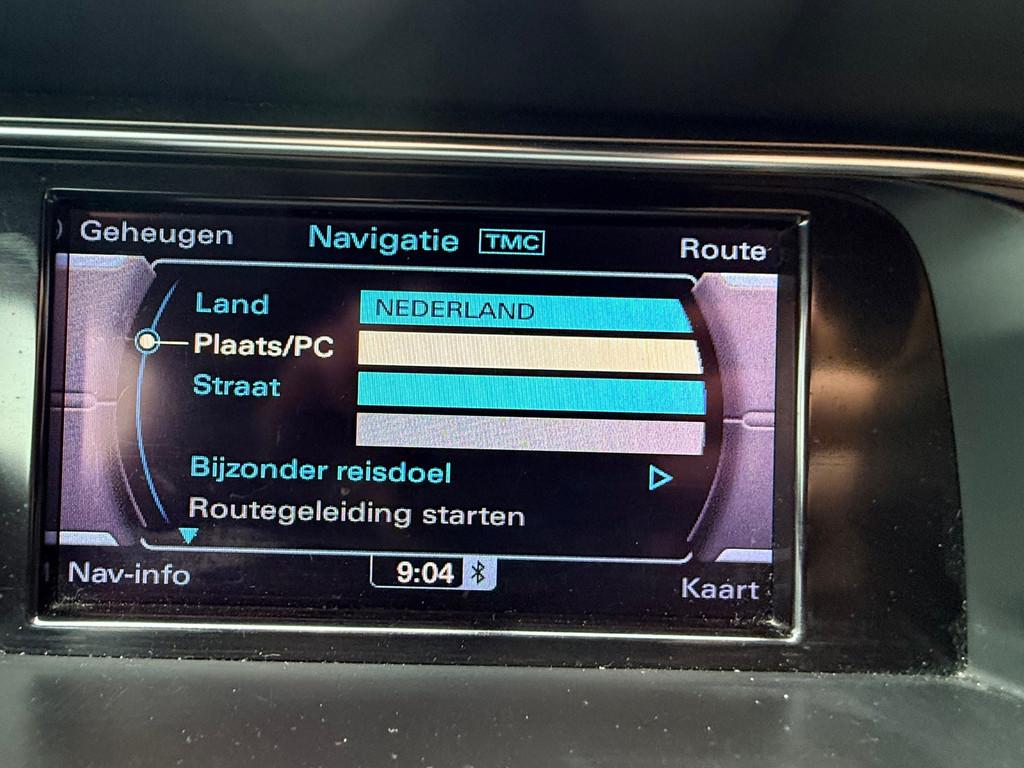 Geheugen Navigatie TMC Route
Land NEDERLAND
Plaats/PC
Straat
Bijzonder reisdoel
Routegeleiding starten
Nav-info 9:04 Kaart